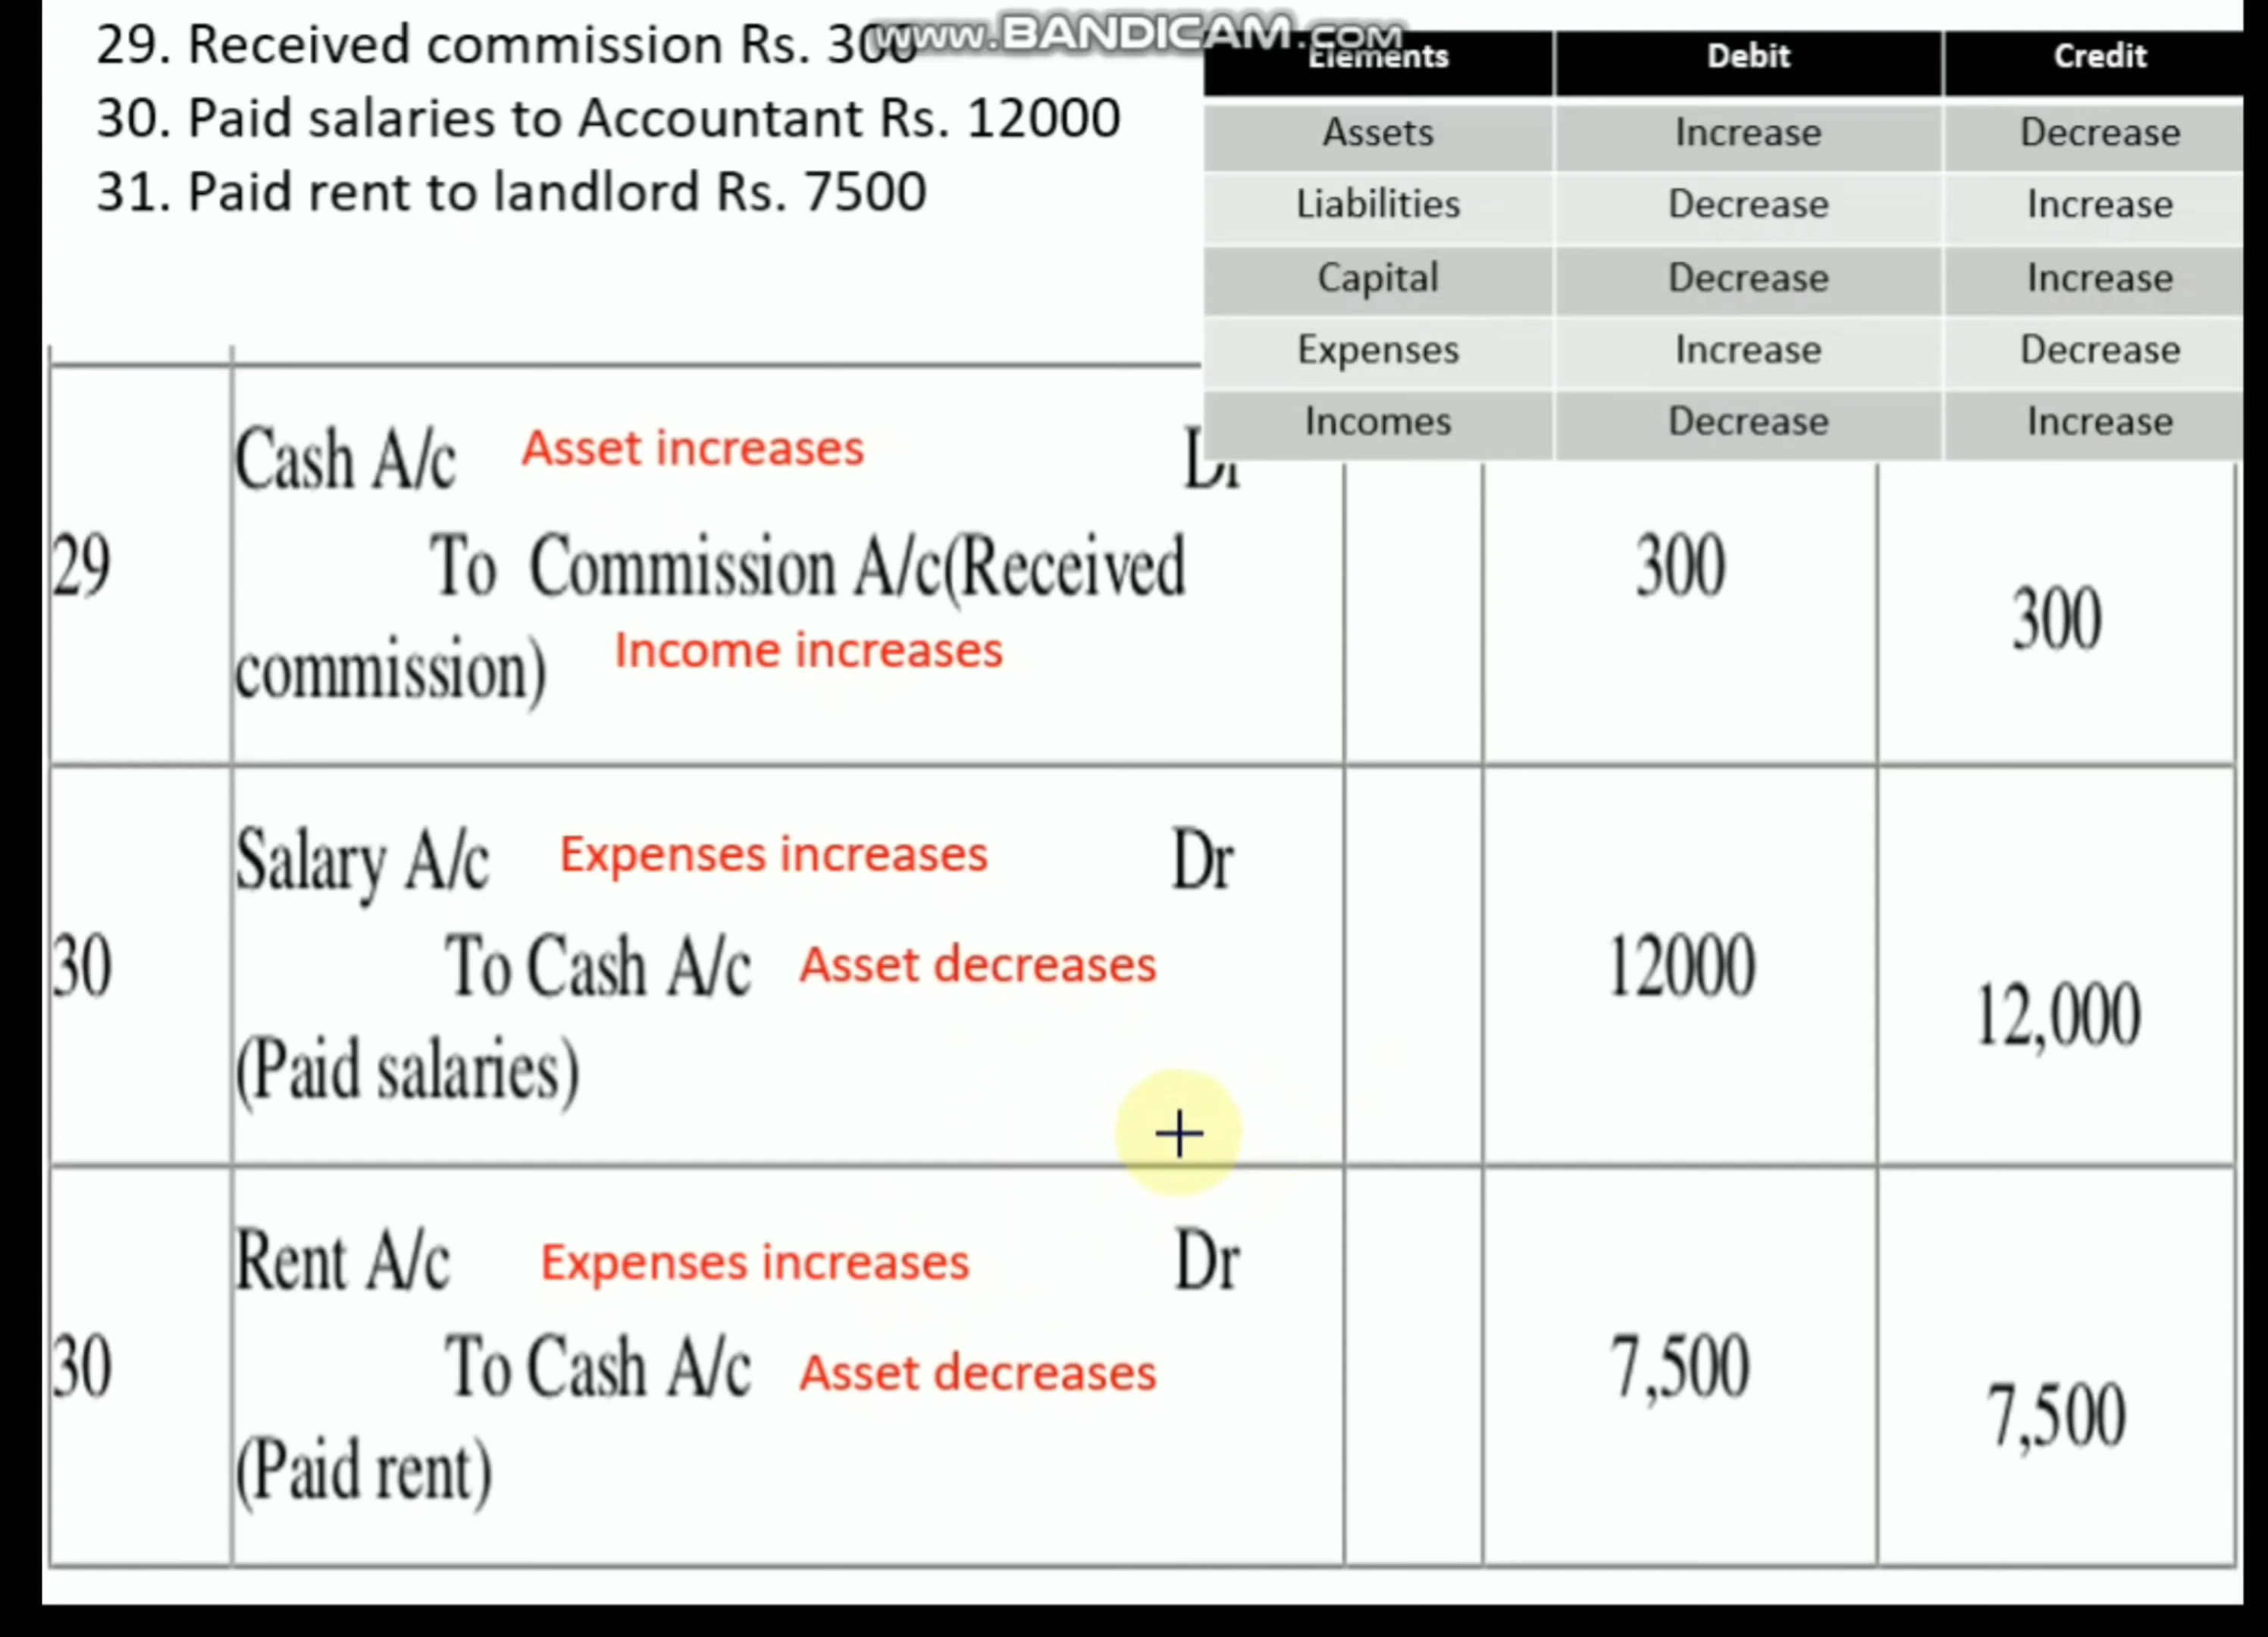 www.BANDICAM.com
29. Received commission Rs. 300
30. Paid salaries to Accountant Rs. 12000
31. Paid rent to landlord Rs. 7500
Elements Debit Credit
Assets Increase Decrease
Liabilities Decrease Increase
Capital Decrease Increase
Expenses Increase Decrease
Incomes Decrease Increase
Cash A/c Asset increases Dr
29 To Commission A/c(Received 300 300
commission) Income increases
Salary A/c Expenses increases Dr
30 To Cash A/c Asset decreases 12000 12,000
(Paid salaries)
Rent A/c Expenses increases Dr
30 To Cash A/c Asset decreases 7,500 7,500
(Paid rent)